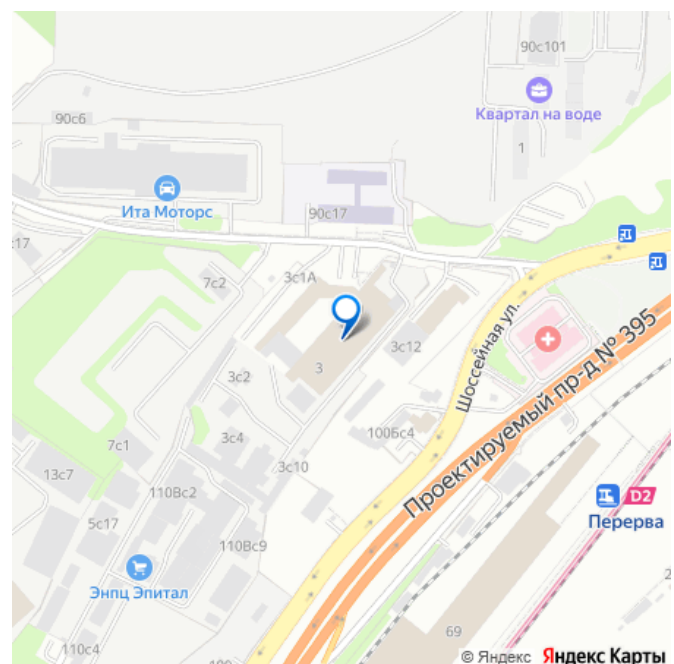 90с101
Квартал на воде
1
90с6
Ита Моторс
90с17
с17
7с2
3с1А
3
3с12
3с2
Шоссейная ул.
Проектируемый пр-д № 395
100Бс4
3с4
7с1
3с10
13с7
110Вс2
D2
Перерва
5с17
110Вс9
Энпц Эпитал
69
110с4
© Яндекс Яндекс Карты